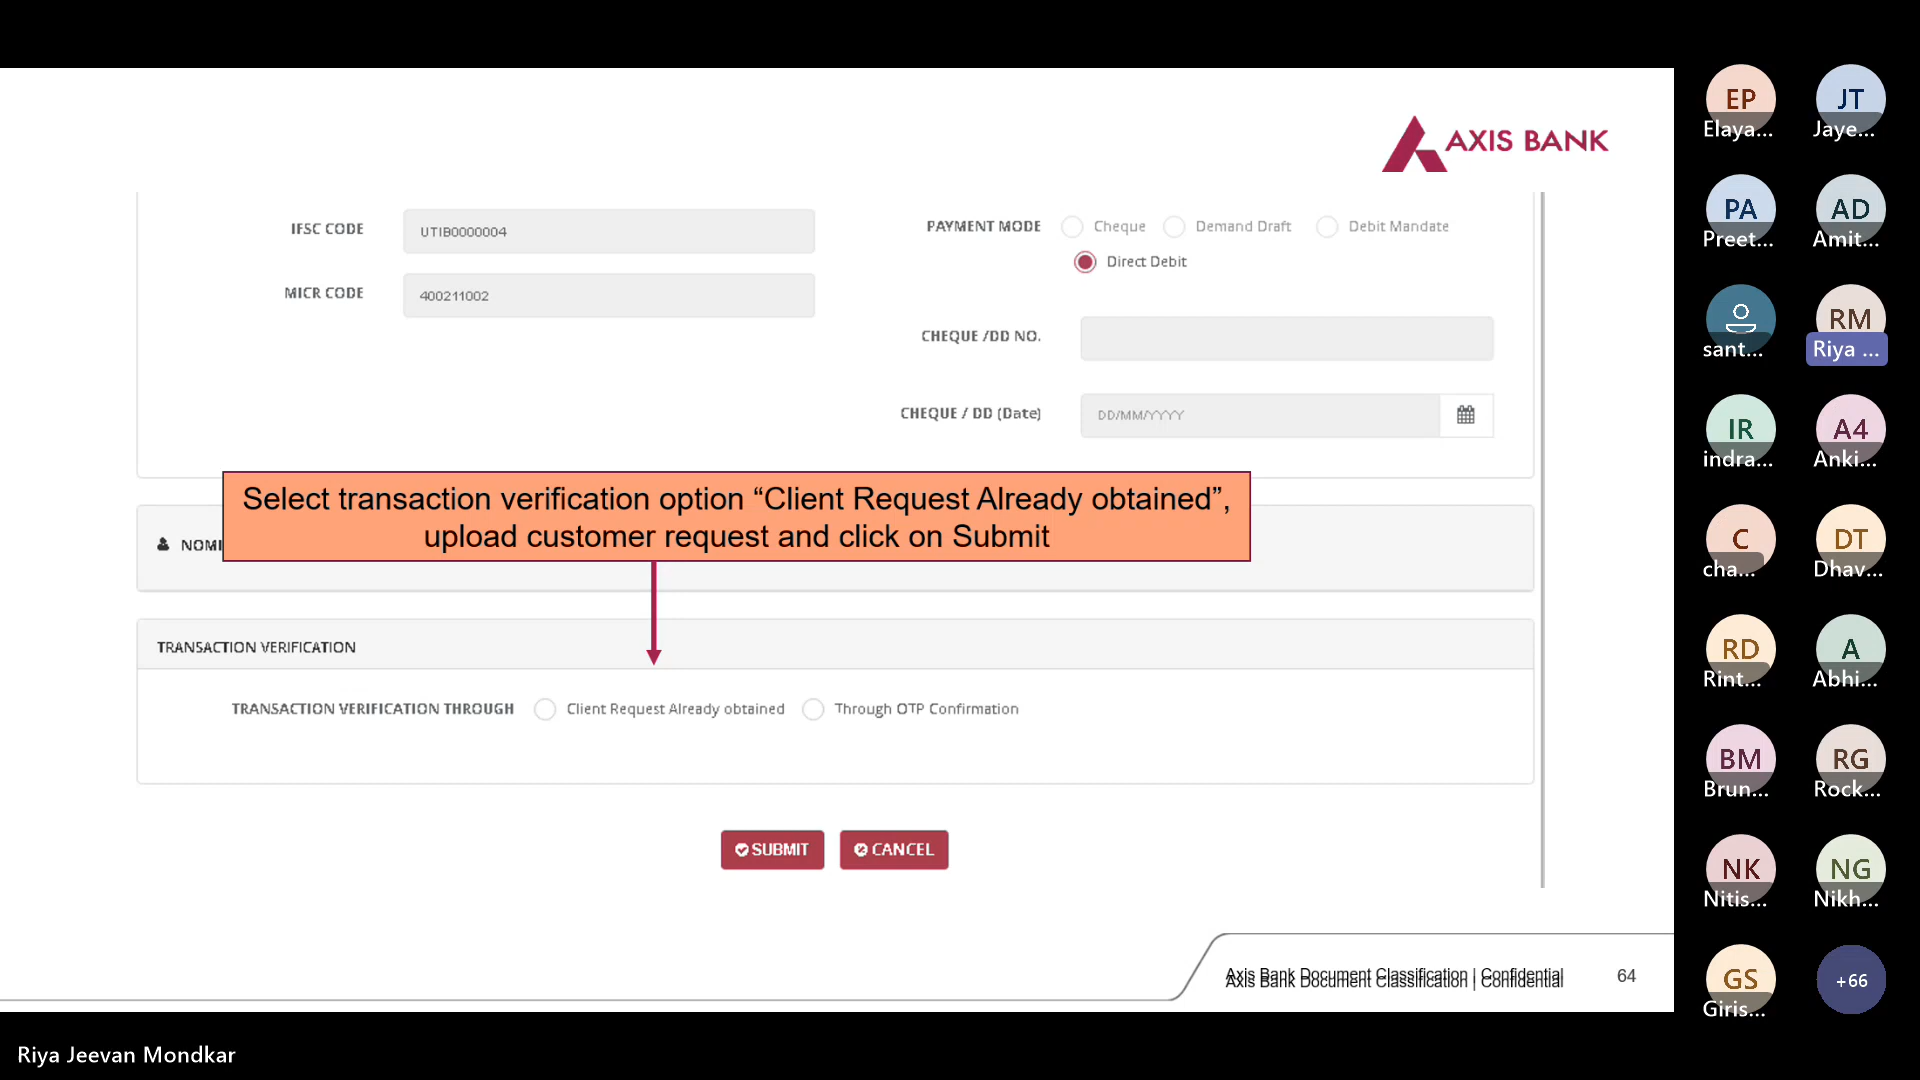 AXIS BANK
IFSC CODE
UTIB0000004
PAYMENT MODE
Cheque
Demand Draft
Debit Mandate
Direct Debit
MICR CODE
400211002
CHEQUE /DD NO.
CHEQUE / DD (Date)
DD/MM/YYYY
Select transaction verification option “Client Request Already obtained”,
upload customer request and click on Submit
NOMI
TRANSACTION VERIFICATION
TRANSACTION VERIFICATION THROUGH
Client Request Already obtained
Through OTP Confirmation
SUBMIT
CANCEL
Axis Bank Document Classification | Confidential
Axis Bank Document Classification | Confidential
64
EP
Elaya...
JT
Jaye...
PA
Preet...
AD
Amit...
sant...
RM
Riya ...
IR
indra...
A4
Anki...
C
cha...
DT
Dhav...
RD
Rint...
A
Abhi...
BM
Brun...
RG
Rock...
NK
Nitis...
NG
Nikh...
GS
Giris...
+66
Riya Jeevan Mondkar